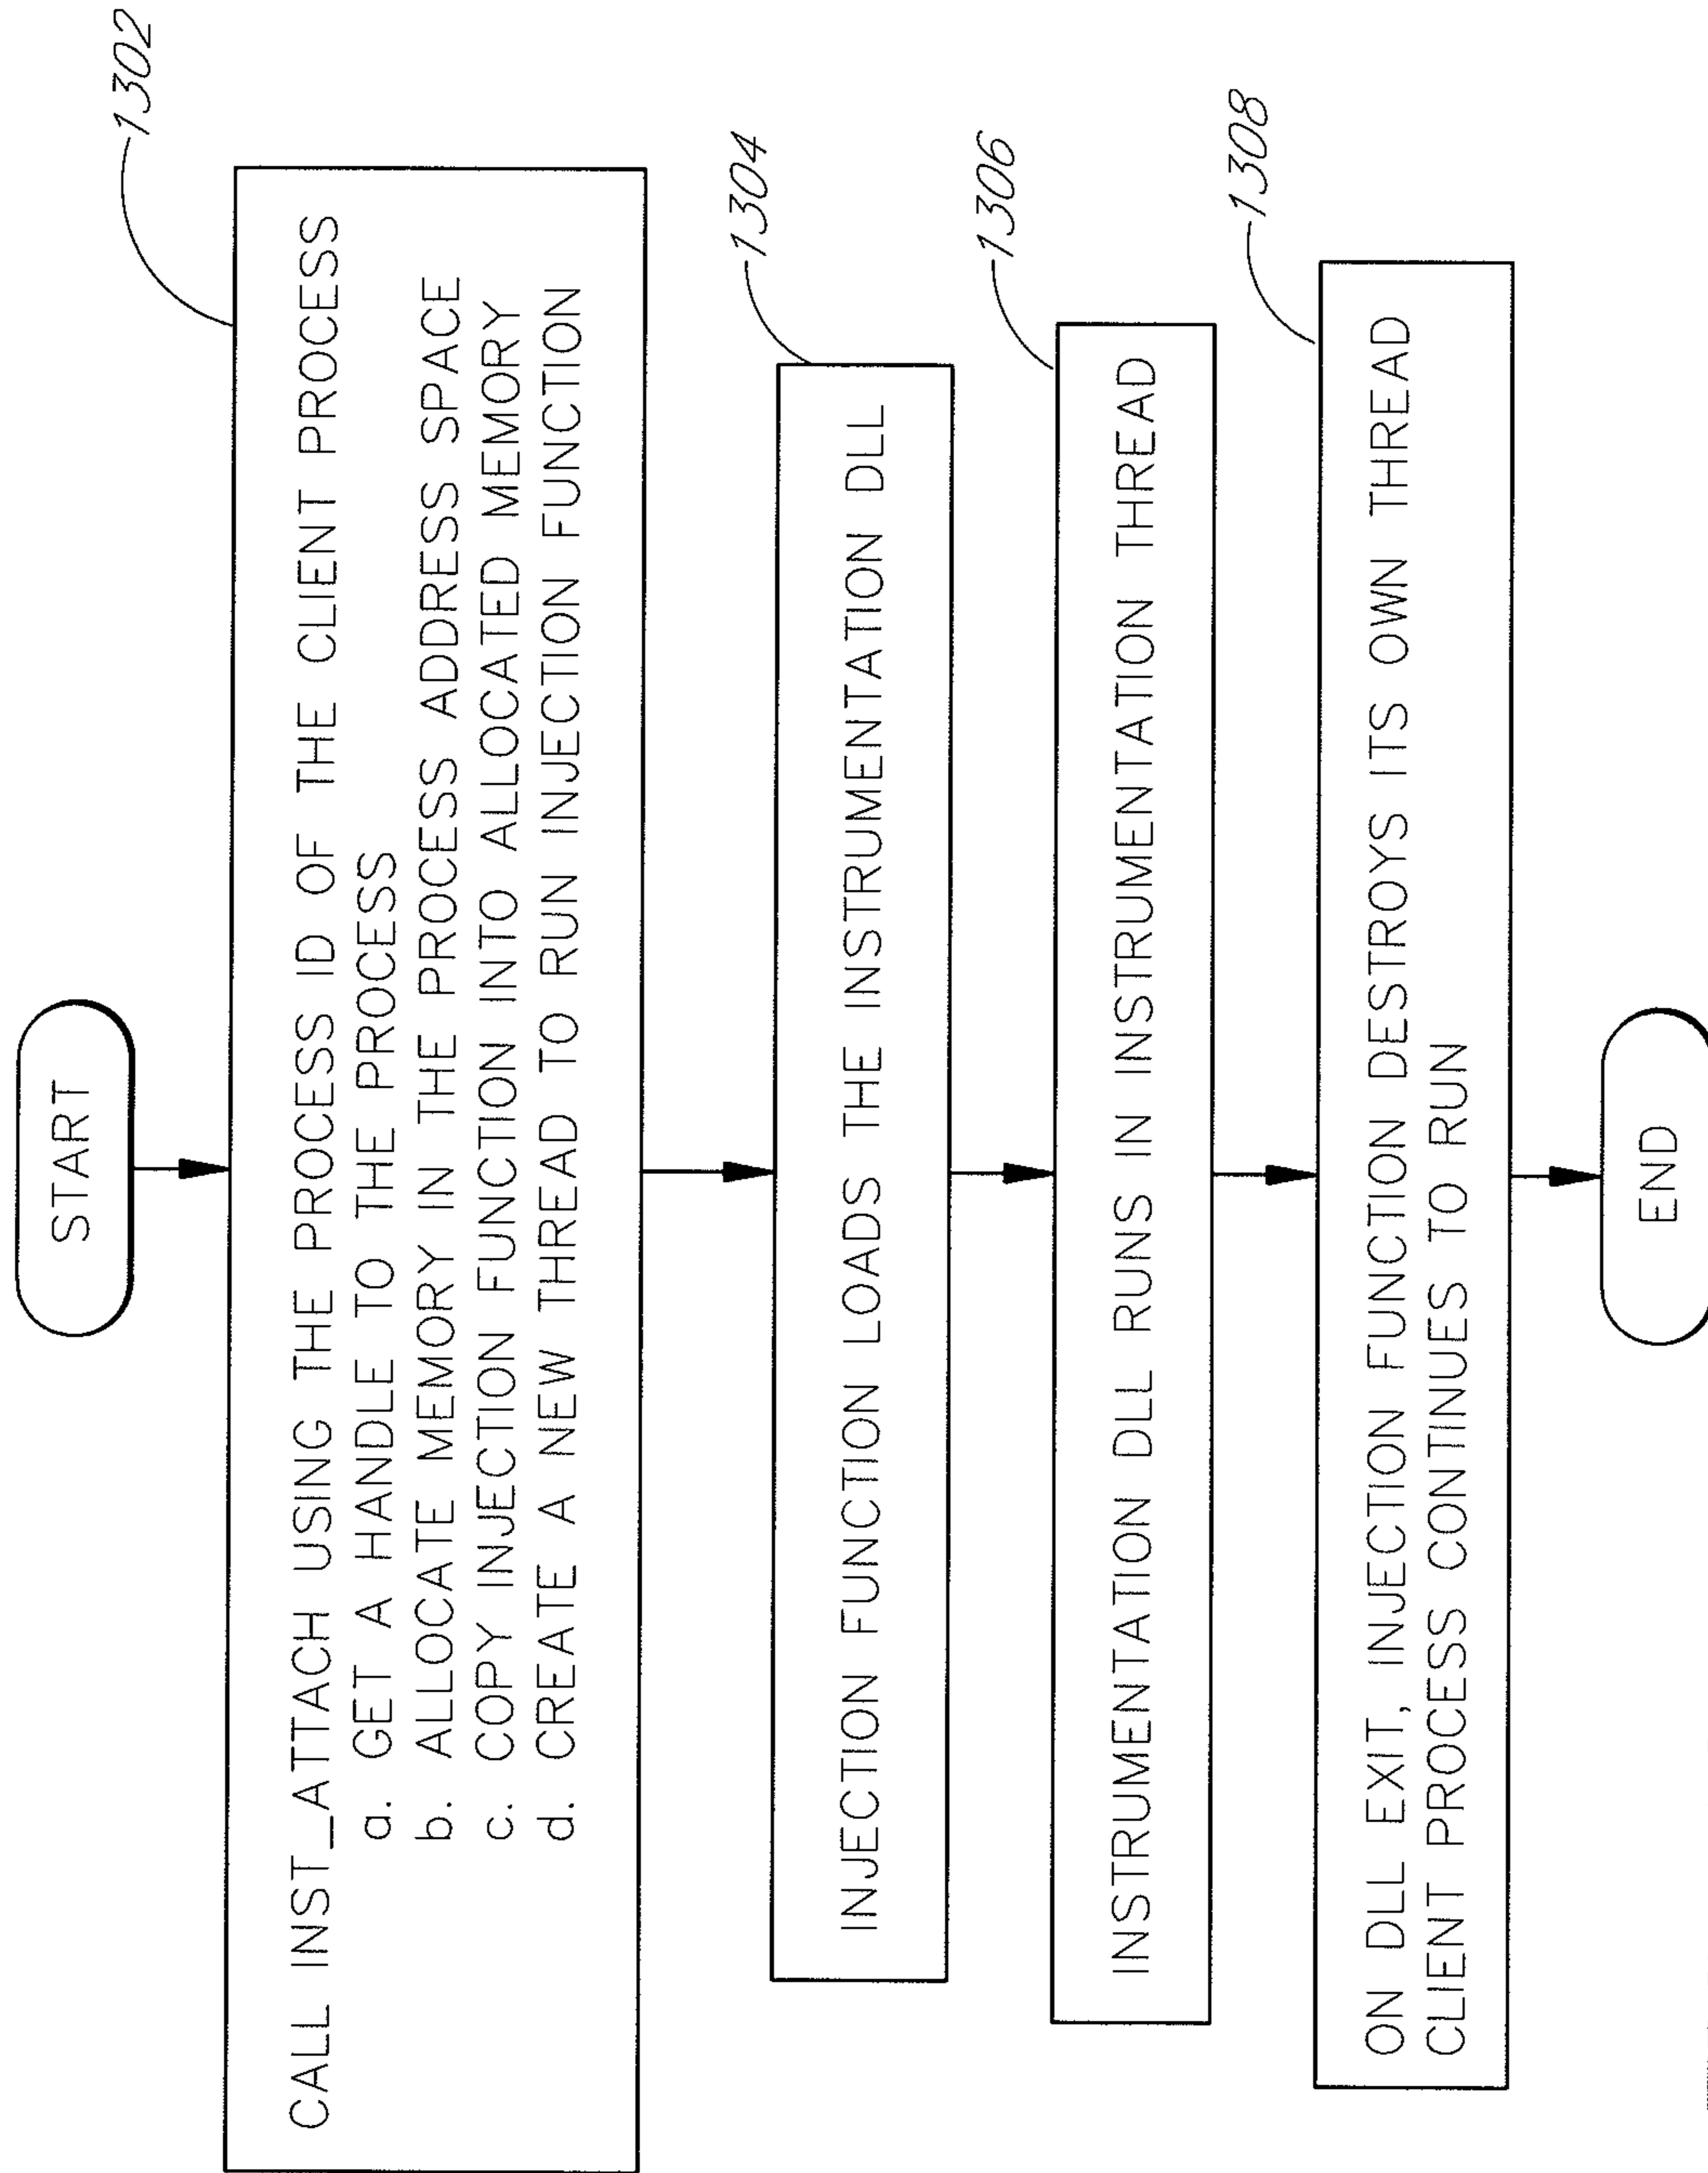 START
1302
CALL INST_ATTACH USING THE PROCESS ID OF THE CLIENT PROCESS
a. GET A HANDLE TO THE PROCESS
b. ALLOCATE MEMORY IN THE PROCESS ADDRESS SPACE
c. COPY INJECTION FUNCTION INTO ALLOCATED MEMORY
d. CREATE A NEW THREAD TO RUN INJECTION FUNCTION
1304
INJECTION FUNCTION LOADS THE INSTRUMENTATION DLL
1306
INSTRUMENTATION DLL RUNS IN INSTRUMENTATION THREAD
1308
ON DLL EXIT, INJECTION FUNCTION DESTROYS ITS OWN THREAD
CLIENT PROCESS CONTINUES TO RUN
END